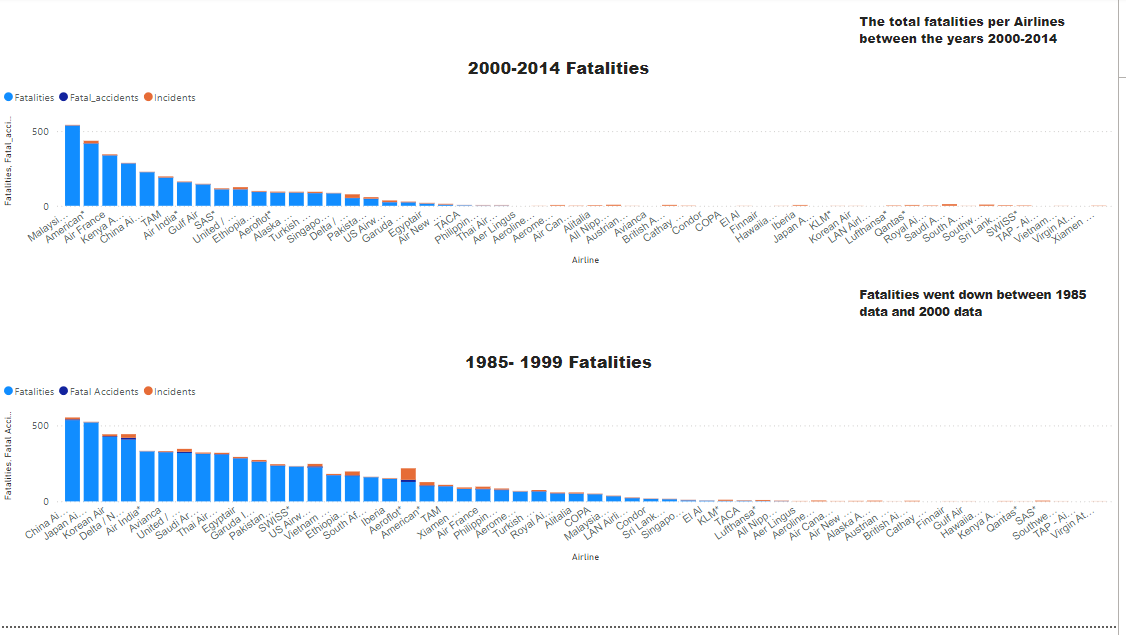 The total fatalities per Airlines
between the years 2000-2014
2000-2014 Fatalities
Fatalities Fatal_accidents Incidents
Fatalities, Fatal_acci...
500
0
Malaysi... American* Air France Kenya A... China Ai... TAM Air India* Gulf Air SAS* United / ... Ethiopia... Aeroflot* Alaska ... Turkish ... Singapo... Delta / ... Pakista... US Airw... Garuda ... Egyptair Air New ... TACA Philippin... Thai Air... Aer Lingus Aeroline... Aerome... Air Can... Alitalia All Nipp... Austrian... Avianca British A... Cathay ... Condor COPA El Al Finnair Hawaiia... Iberia Japan A... KLM* Korean Air LAN Airl... Lufthansa* Qantas* Royal Ai... Saudi A... South A... Southw... Sri Lank... SWISS* TAP - Ai... Vietnam... Virgin Atl... Xiamen ...
Airline
Fatalities went down between 1985
data and 2000 data
1985- 1999 Fatalities
Fatalities Fatal Accidents Incidents
Fatalities, Fatal Acci...
500
0
China Ai... Japan Ai... Korean Air Delta / N... Air India* Avianca United / ... Saudi Ar... Thai Air... Egyptair Garuda I... Pakistan... SWISS* US Airw... Vietnam ... Ethiopia... South Af... Iberia Aeroflot* American* TAM Xiamen... Air France Philippin... Aerome... Turkish ... Royal Ai... Alitalia COPA Malaysia... LAN Airli... Condor Sri Lank... Singapo... El Al KLM* TACA Lufthansa* All Nipp... Aer Lingus Aeroline... Air Cana... Air New ... Alaska A... Austrian ... British Ai... Cathay ... Finnair Gulf Air Hawaiia... Kenya A... Qantas* SAS* Southwe... TAP - Ai... Virgin At...
Airline